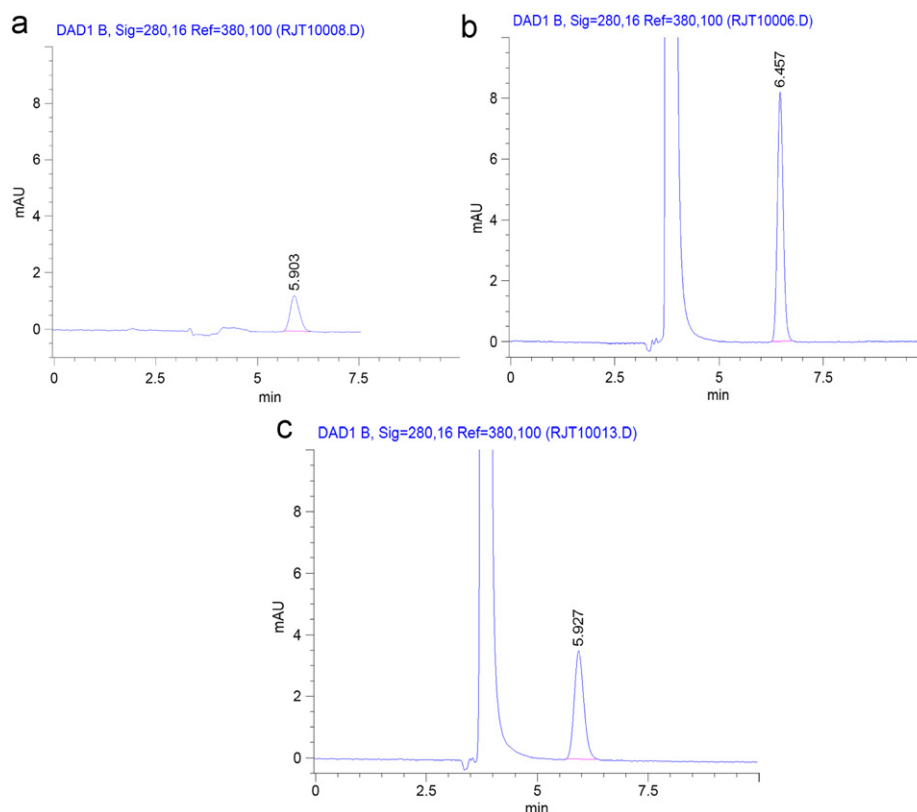 a
DAD1 B, Sig=280,16 Ref=380,100 (RJT10008.D)
mAU
8
6
4
2
0
5.903
0 2.5 5 7.5
min
b
DAD1 B, Sig=280,16 Ref=380,100 (RJT10006.D)
mAU
8
6
4
2
0
6.457
0 2.5 5 7.5
min
c
DAD1 B, Sig=280,16 Ref=380,100 (RJT10013.D)
mAU
8
6
4
2
0
5.927
0 2.5 5 7.5
min